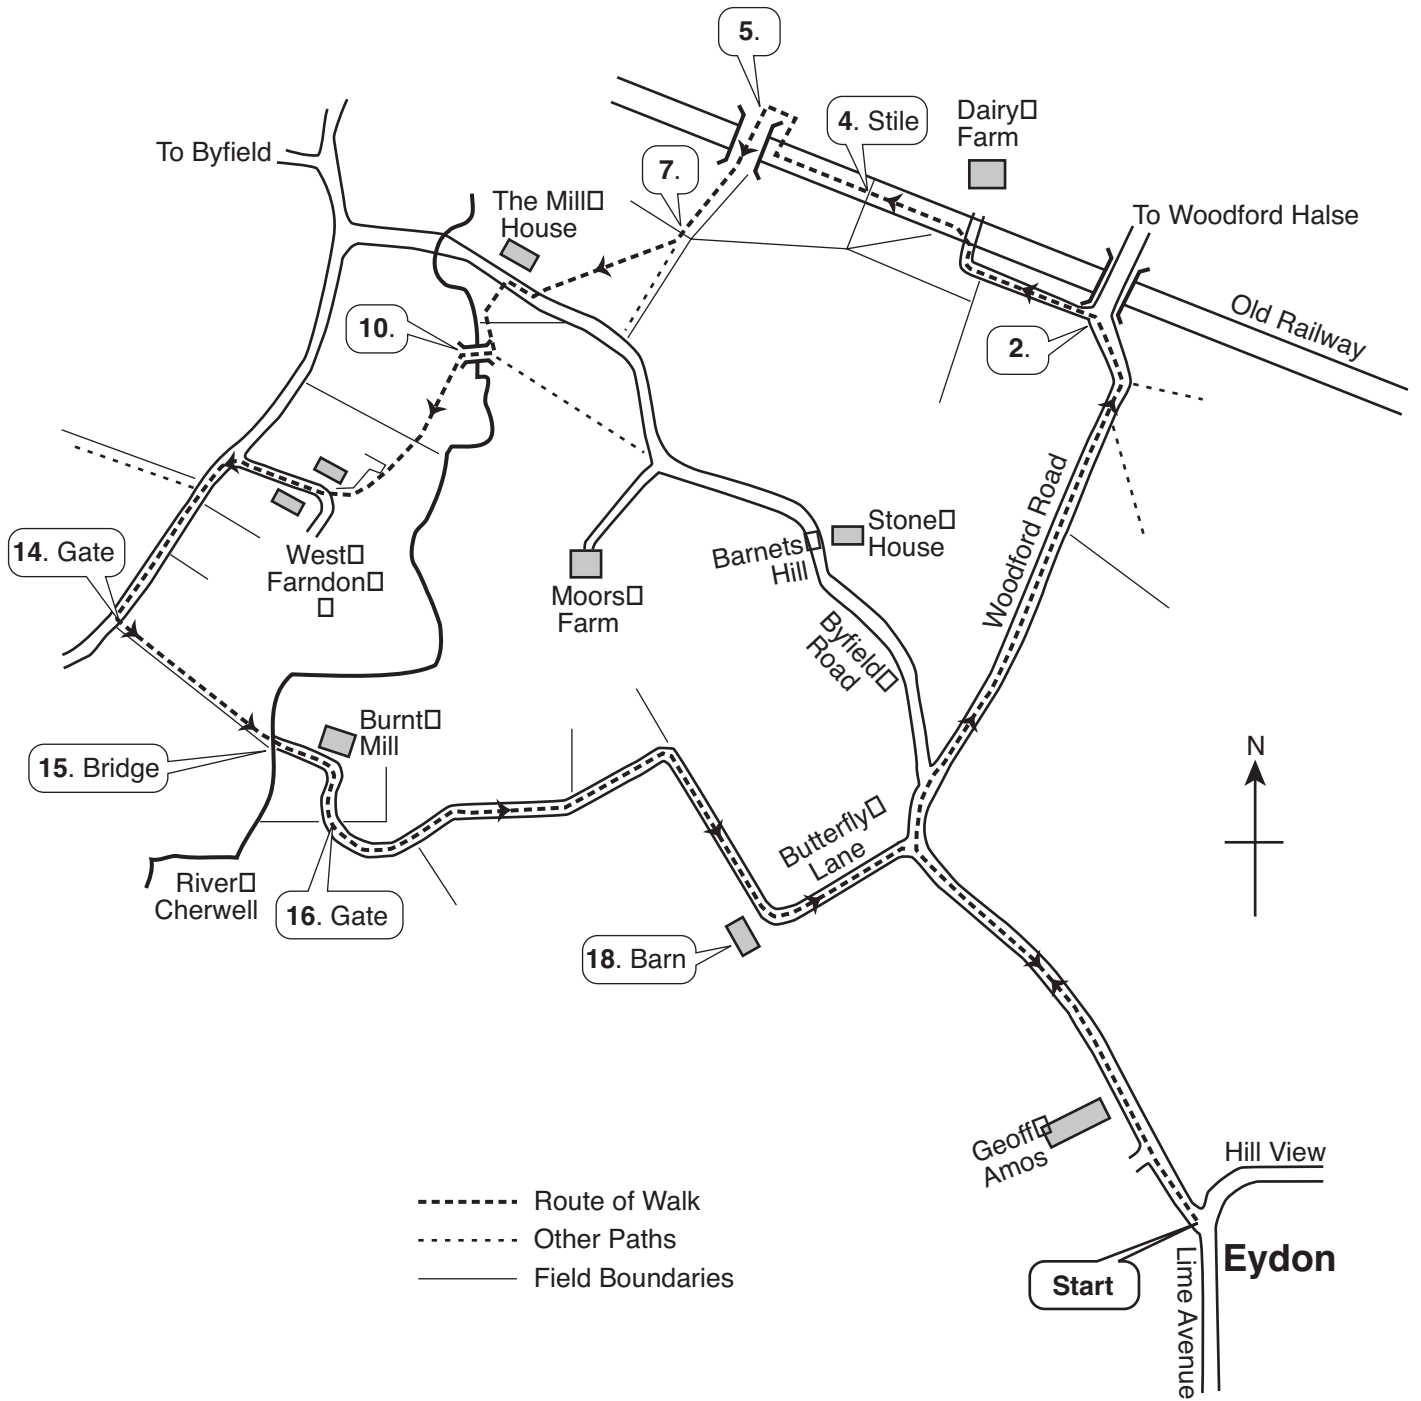 5.
4. Stile
Dairy
Farm
7.
To Byfield
The Mill
House
To Woodford Halse
Old Railway
10.
2.
Woodford Road
14. Gate
West
Farndon
Stone
House
Barnets
Hill
Moors
Farm
Byfield
Road
Burnt
Mill
15. Bridge
N
Butterfly
Lane
River
Cherwell
16. Gate
18. Barn
Geoff
Amos
Hill View
Route of Walk
Other Paths
Field Boundaries
Start
Eydon
Lime Avenue